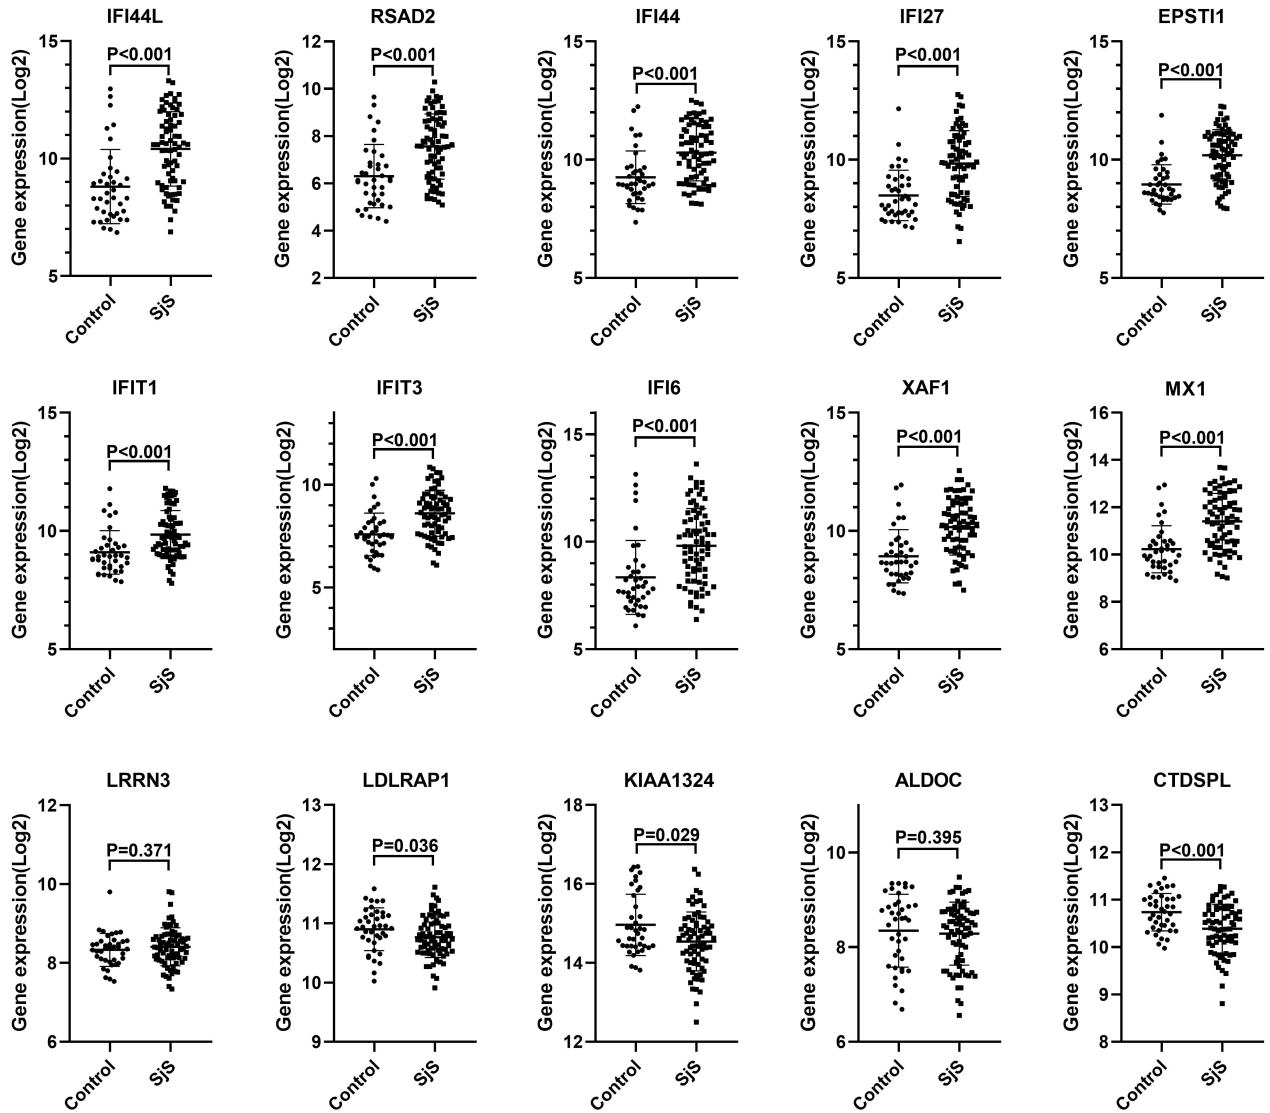 IFI44L
RSAD2
IFI44
IFI27
EPSTI1
Gene expression(Log2)
15
10
5
P<0.001
Control
SjS
Gene expression(Log2)
12
10
8
6
4
2
P<0.001
Control
SjS
Gene expression(Log2)
15
10
5
P<0.001
Control
SjS
Gene expression(Log2)
15
10
5
P<0.001
Control
SjS
Gene expression(Log2)
15
10
5
P<0.001
Control
SjS
IFIT1
IFIT3
IFI6
XAF1
MX1
Gene expression(Log2)
15
10
5
P<0.001
Control
SjS
Gene expression(Log2)
10
5
P<0.001
Control
SjS
Gene expression(Log2)
15
10
5
P<0.001
Control
SjS
Gene expression(Log2)
15
10
5
P<0.001
Control
SjS
Gene expression(Log2)
16
14
12
10
8
6
P<0.001
Control
SjS
LRRN3
LDLRAP1
KIAA1324
ALDOC
CTDSPL
Gene expression(Log2)
12
10
8
6
P=0.371
Control
SjS
Gene expression(Log2)
13
12
11
10
9
P=0.036
Control
SjS
Gene expression(Log2)
18
16
14
12
P=0.029
Control
SjS
Gene expression(Log2)
10
8
6
P=0.395
Control
SjS
Gene expression(Log2)
13
12
11
10
9
8
P<0.001
Control
SjS